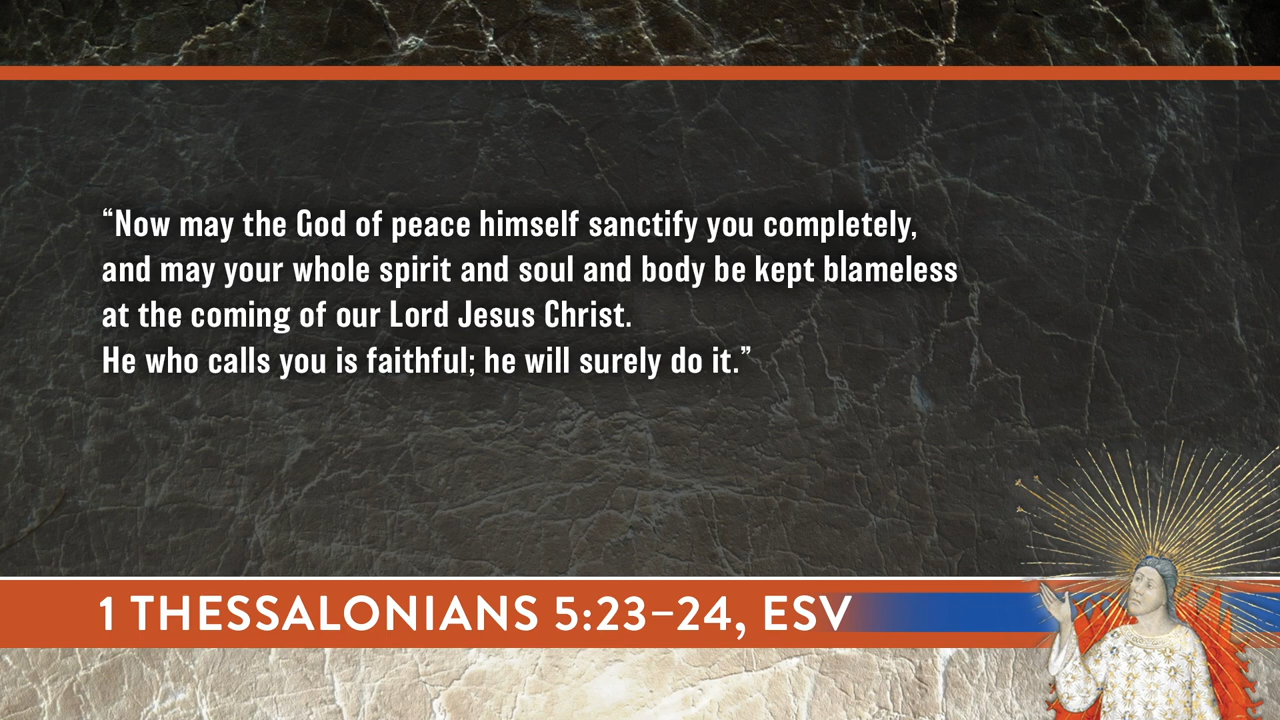 “Now may the God of peace himself sanctify you completely,
and may your whole spirit and soul and body be kept blameless
at the coming of our Lord Jesus Christ.
He who calls you is faithful; he will surely do it.”
1 THESSALONIANS 5:23–24, ESV